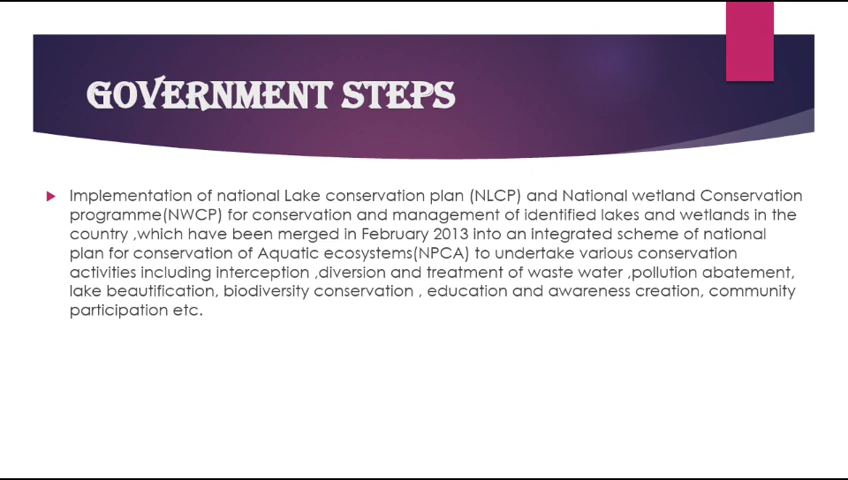 GOVERNMENT STEPS
Implementation of national Lake conservation plan (NLCP) and National wetland Conservation
programme(NWCP) for conservation and management of identified lakes and wetlands in the
country ,which have been merged in February 2013 into an integrated scheme of national
plan for conservation of Aquatic ecosystems(NPCA) to undertake various conservation
activities including interception ,diversion and treatment of waste water ,pollution abatement,
lake beautification, biodiversity conservation , education and awareness creation, community
participation etc.